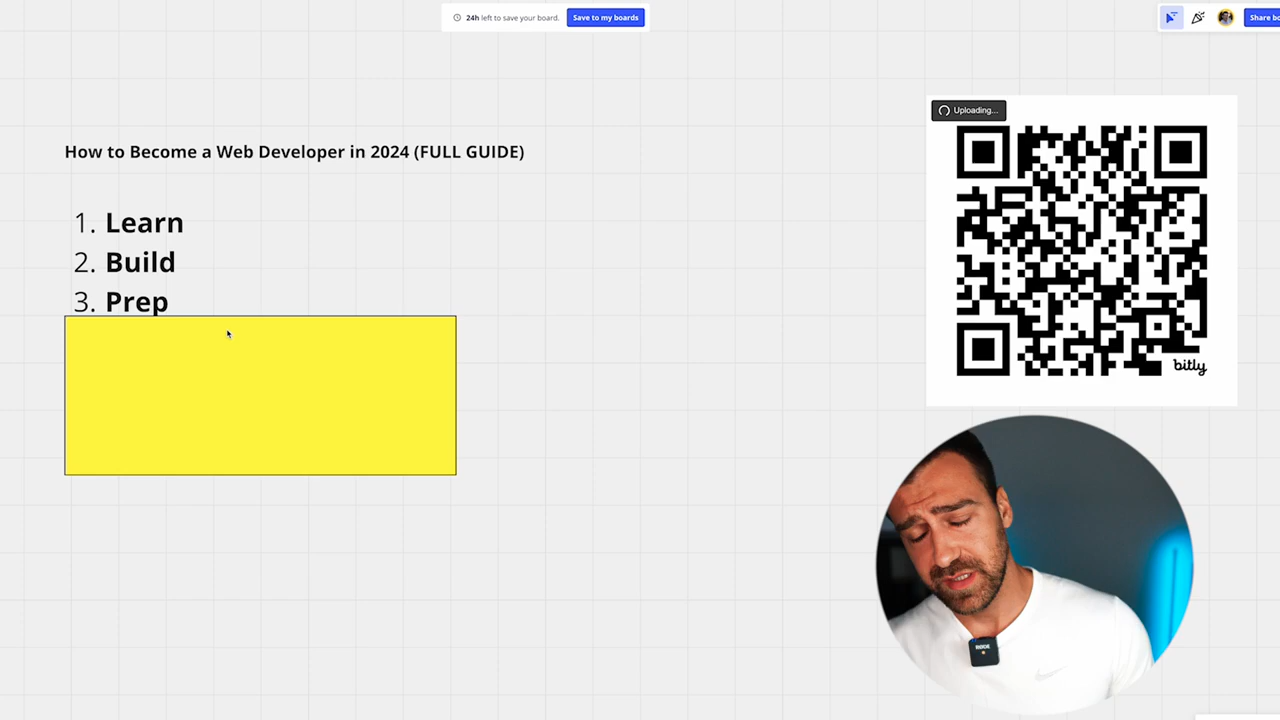 24h left to save your board.
Save to my boards
Share bo
Uploading...
How to Become a Web Developer in 2024 (FULL GUIDE)
1. Learn
2. Build
3. Prep
bitly
RØDE